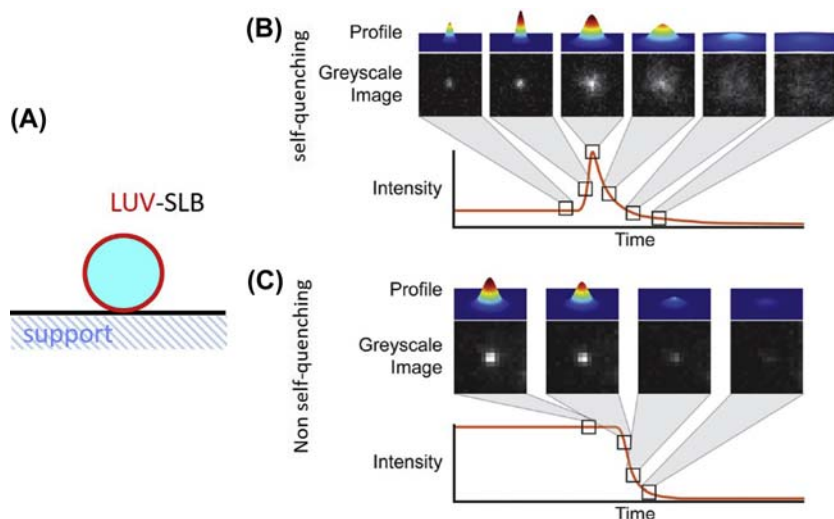 (A)
LUV-SLB
support
(B)
self-quenching
Profile
Greyscale
Image
Intensity
Time
(C)
Non self-quenching
Profile
Greyscale
Image
Intensity
Time